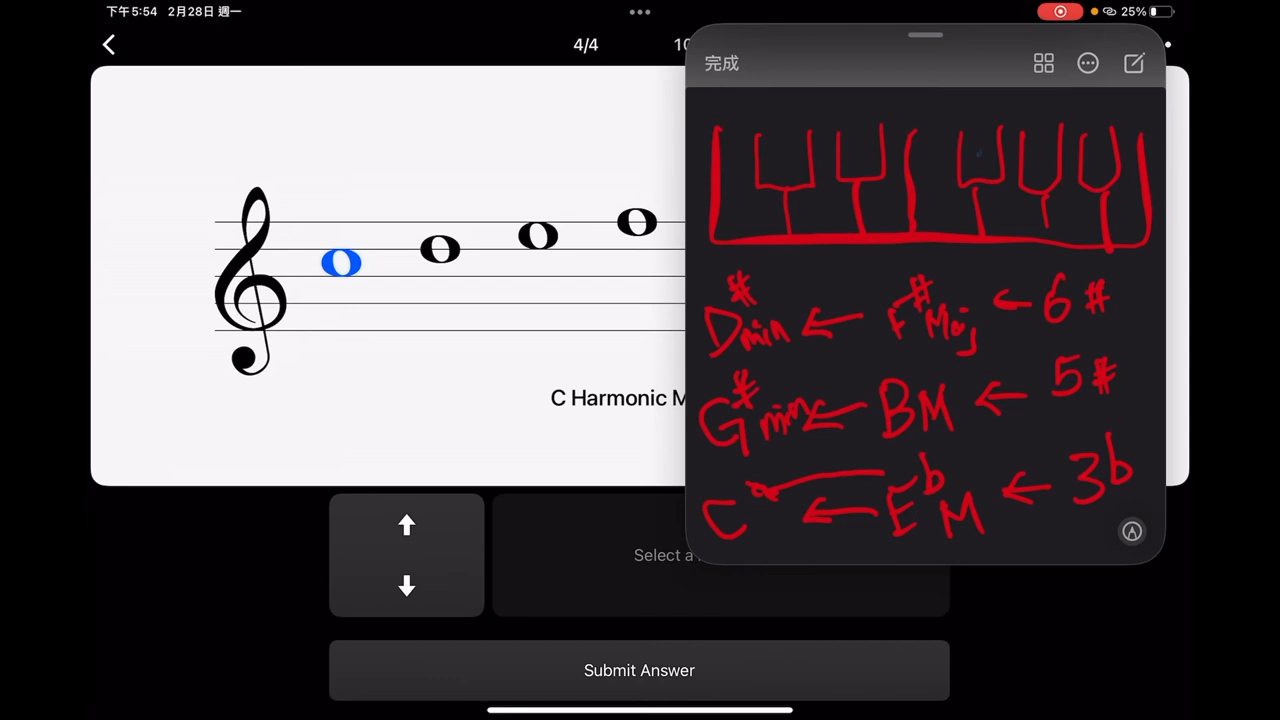 下午5:54 2月28日 週一
25%
4/4
10
完成
C Harmonic M
D#min ← F#Maj ← 6#
G#min ← BM ← 5#
C ← EbM ← 3b
Select a
Submit Answer